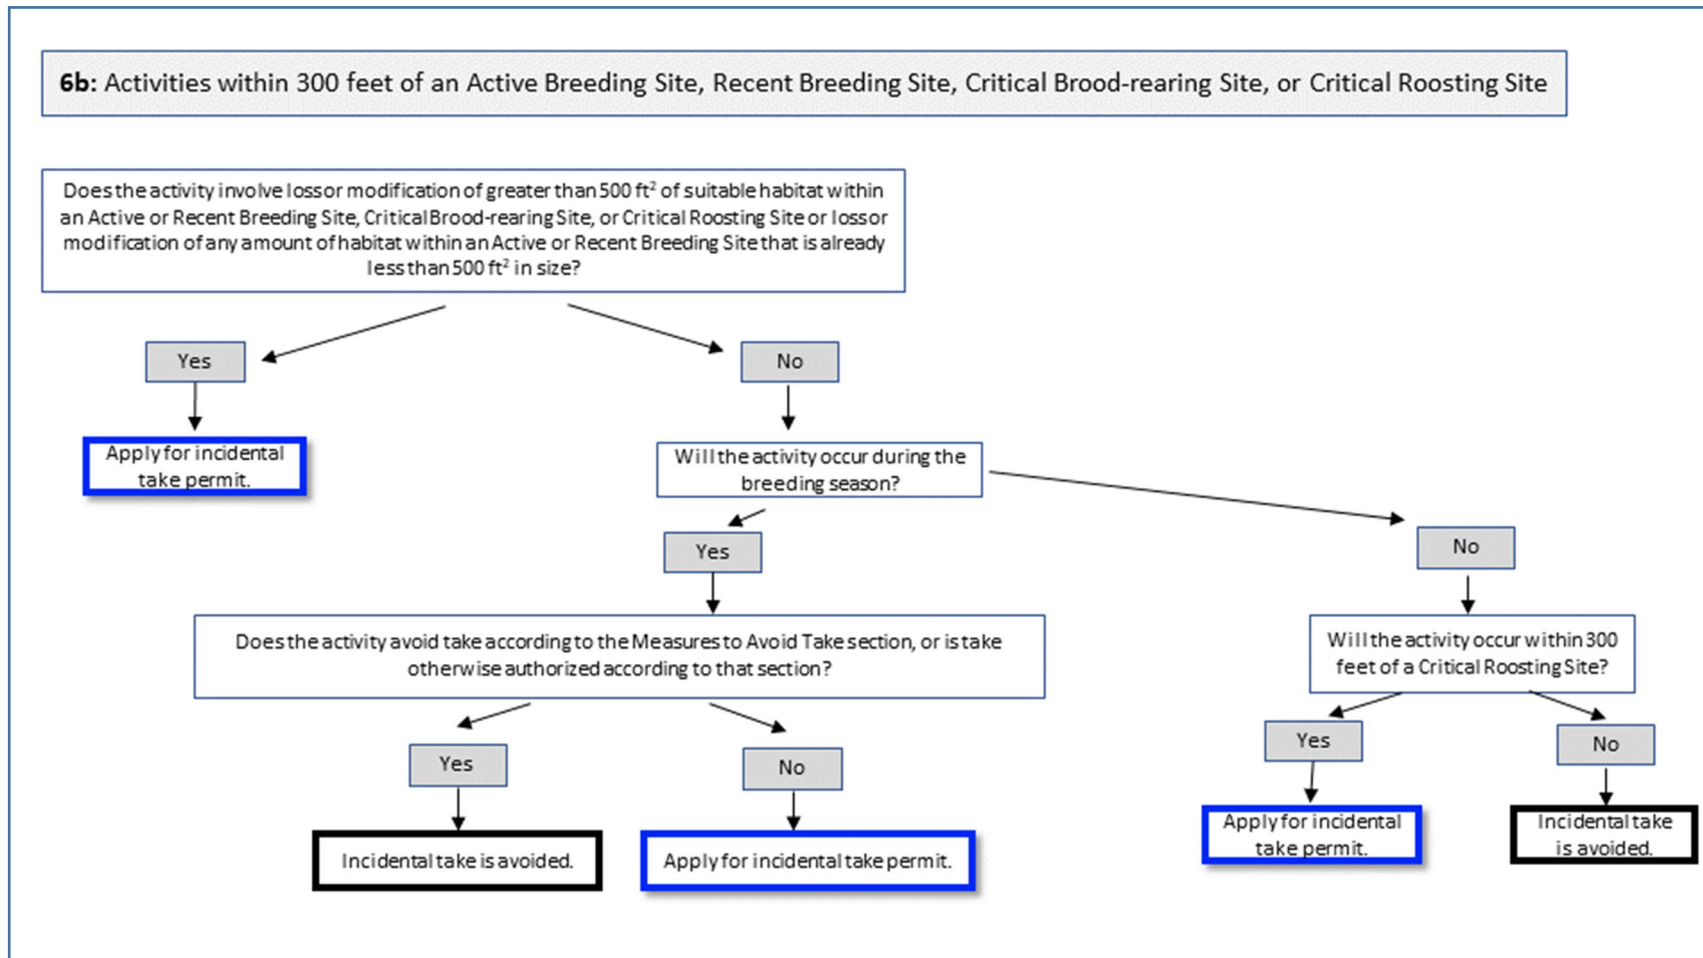 6b: Activities within 300 feet of an Active Breeding Site, Recent Breeding Site, Critical Brood-rearing Site, or Critical Roosting Site
Does the activity involve lossor modification of greater than 500 ft² of suitable habitat within
an Active or Recent Breeding Site, Critical Brood-rearing Site, or Critical Roosting Site or lossor
modification of any amount of habitat within an Active or Recent Breeding Site that is already
less than 500 ft² in size?
Yes
No
Apply for incidental
take permit.
Will the activity occur during the
breeding season?
Yes
No
Does the activity avoid take according to the Measures to Avoid Take section, or is take
otherwise authorized according to that section?
Will the activity occur within 300
feet of a Critical Roosting Site?
Yes
No
Yes
No
Incidental take is avoided.
Apply for incidental take permit.
Apply for incidental
take permit.
Incidental take
is avoided.